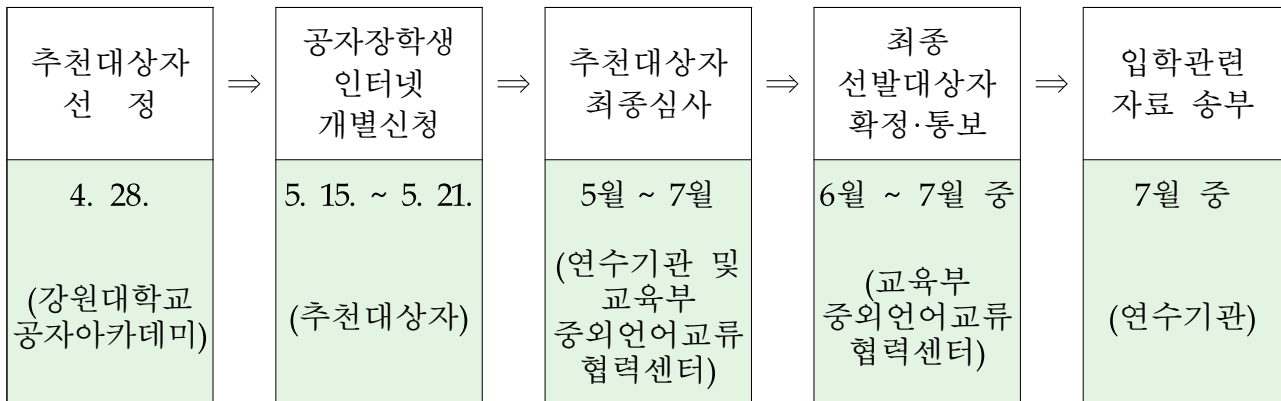 추천대상자
선 정
⇒
공자장학생
인터넷
개별신청
⇒
추천대상자
최종심사
⇒
최종
선발대상자
확정·통보
⇒
입학관련
자료 송부
4. 28.
(강원대학교
공자아카데미)
5. 15. ~ 5. 21.
(추천대상자)
5월 ~ 7월
(연수기관 및
교육부
중외언어교류
협력센터)
6월 ~ 7월 중
(교육부
중외언어교류
협력센터)
7월 중
(연수기관)